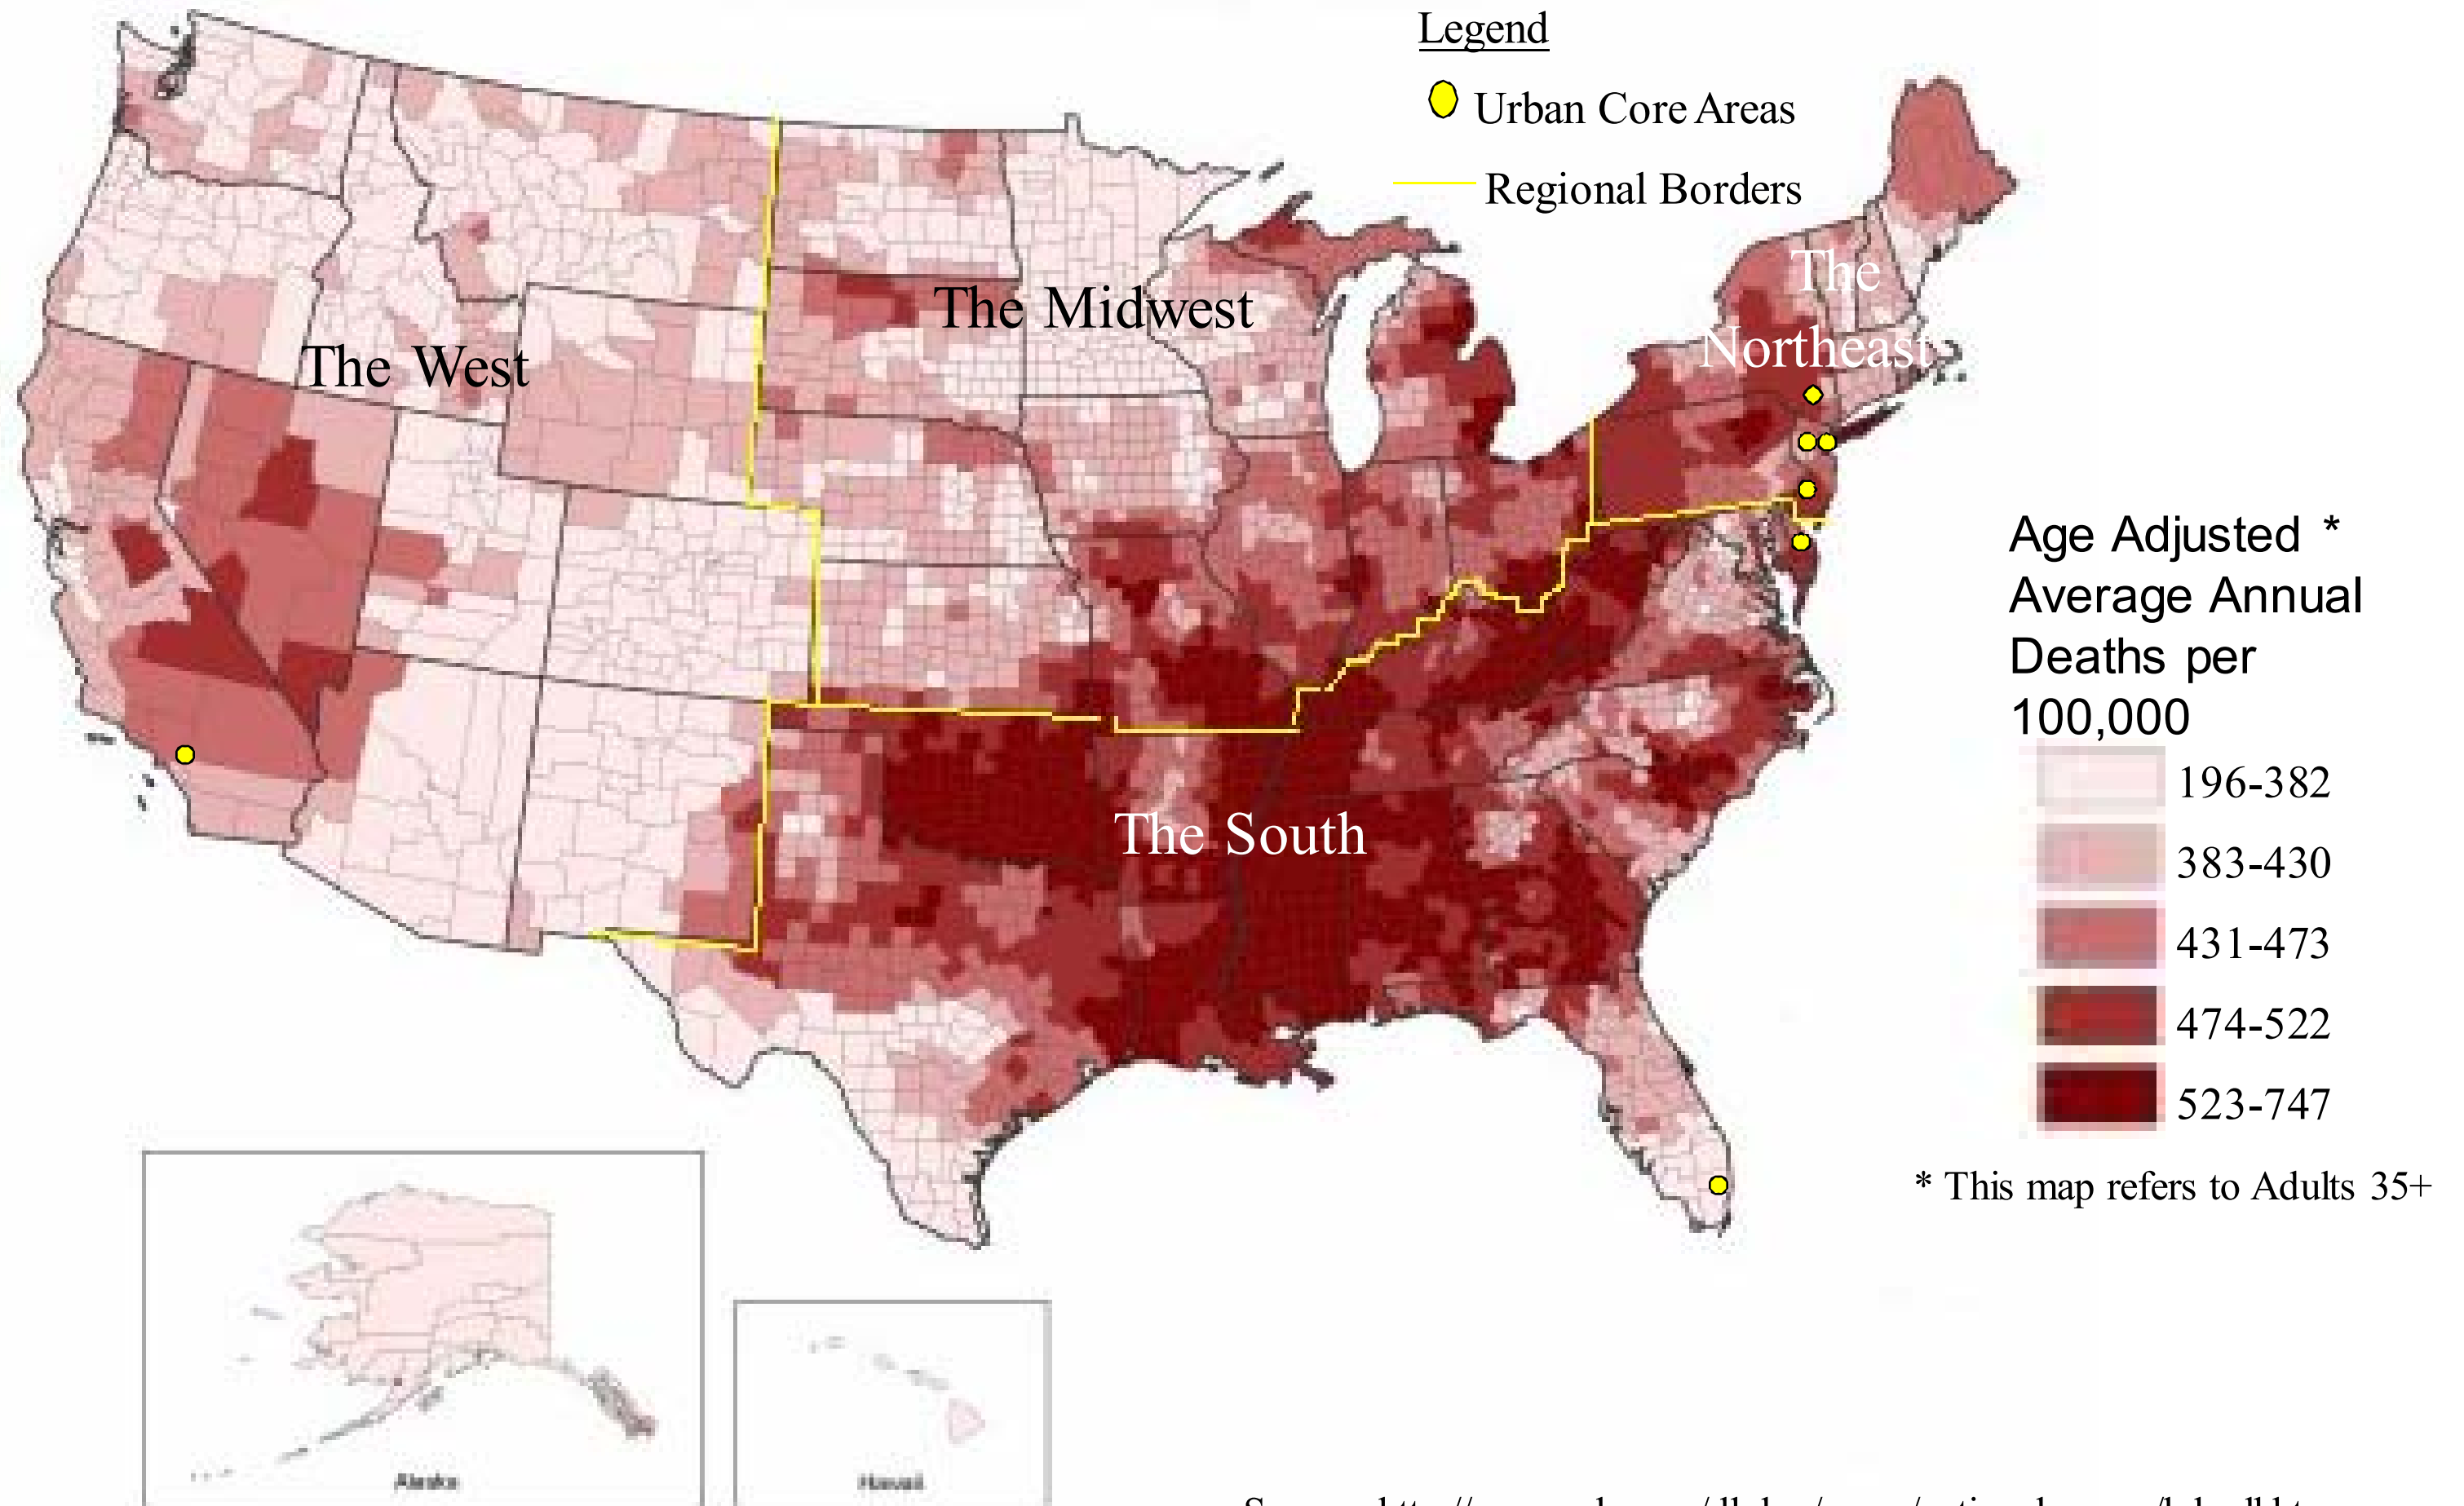 Legend
Urban Core Areas
Regional Borders
The West
The Midwest
The
Northeast
The South
Age Adjusted *
Average Annual
Deaths per
100,000
196-382
383-430
431-473
474-522
523-747
* This map refers to Adults 35+
Alaska
Hawaii